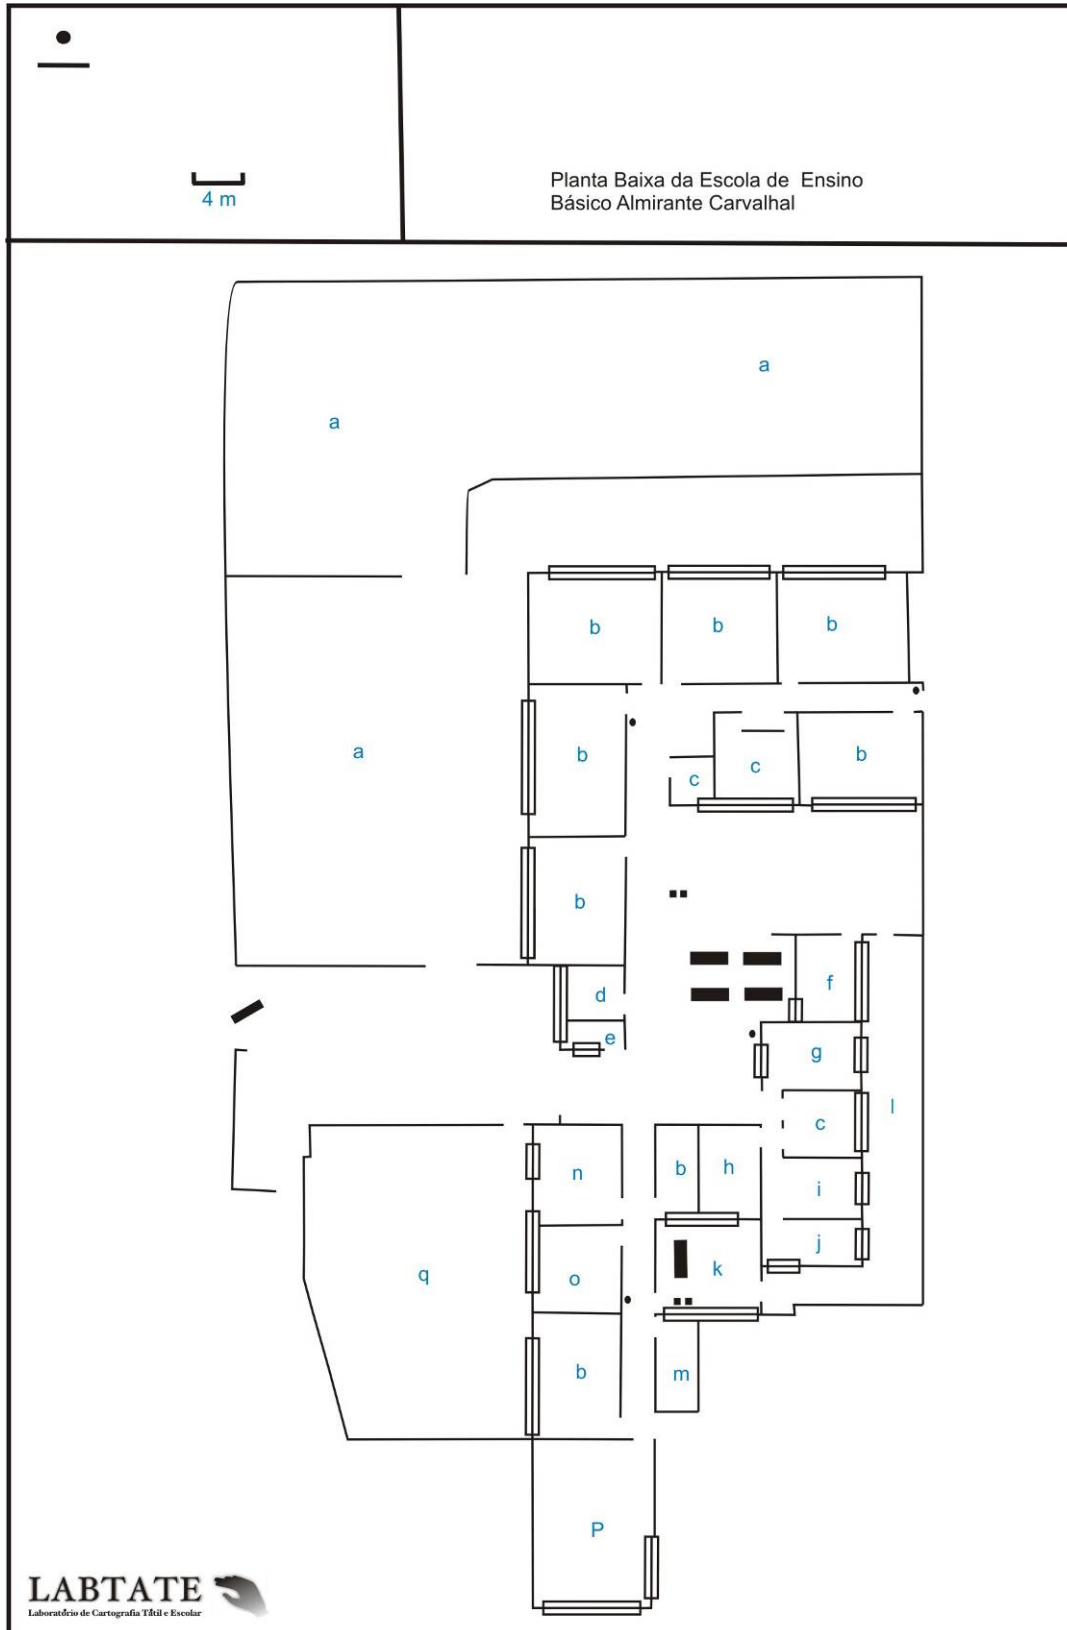 4 m
Planta Baixa da Escola de Ensino
Básico Almirante Carvalhal
a
a
b
b
b
a
b
c
c
b
b
d
e
f
g
c
l
i
j
n
b
h
k
o
q
b
m
P
LABTATE
Laboratório de Cartografia Tátil e Escolar